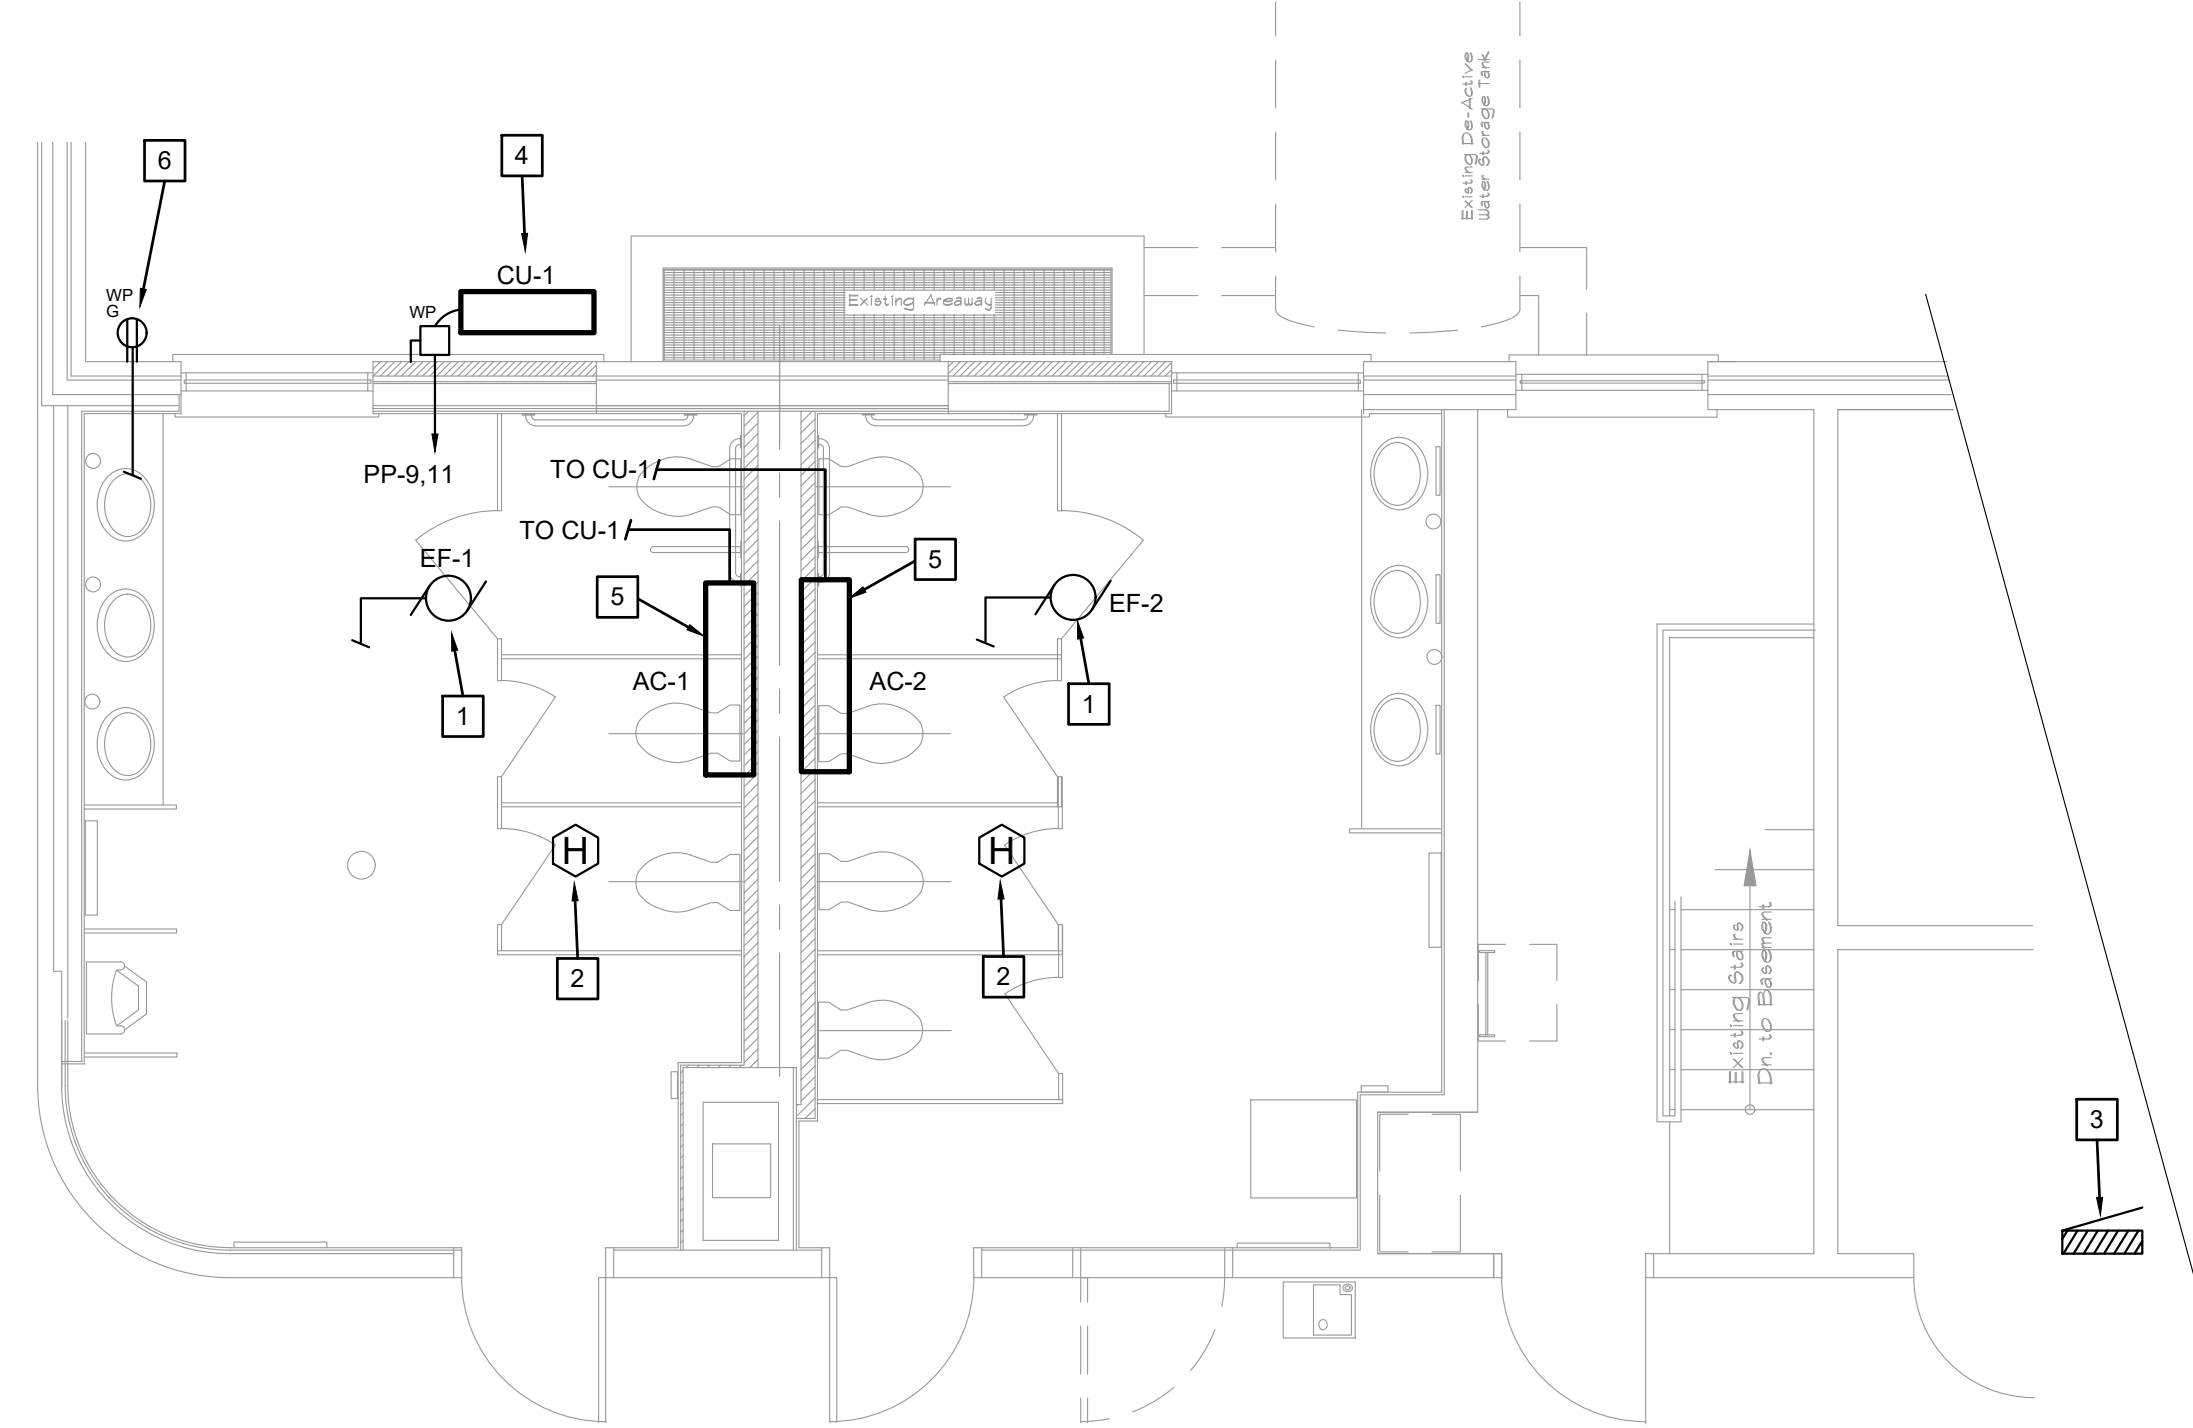 Existing De-Active
Water Storage Tank
4
6
CU-1
WP
G
WP
Existing Areaway
PP-9,11
TO CU-1
TO CU-1
EF-1
5
5
EF-2
AC-1
AC-2
1
1
H
H
2
2
Existing Stairs
Dn. to Basement
3